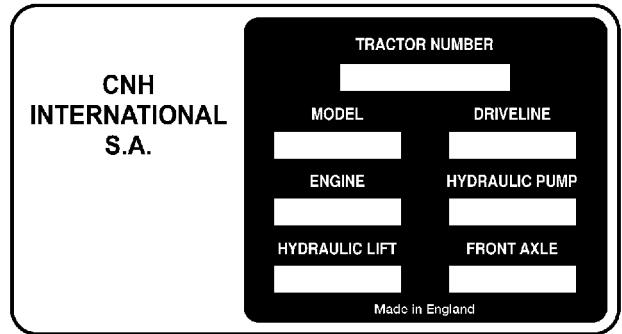 CNH
INTERNATIONAL
S.A.
TRACTOR NUMBER
MODEL DRIVELINE
ENGINE HYDRAULIC PUMP
HYDRAULIC LIFT FRONT AXLE
Made in England